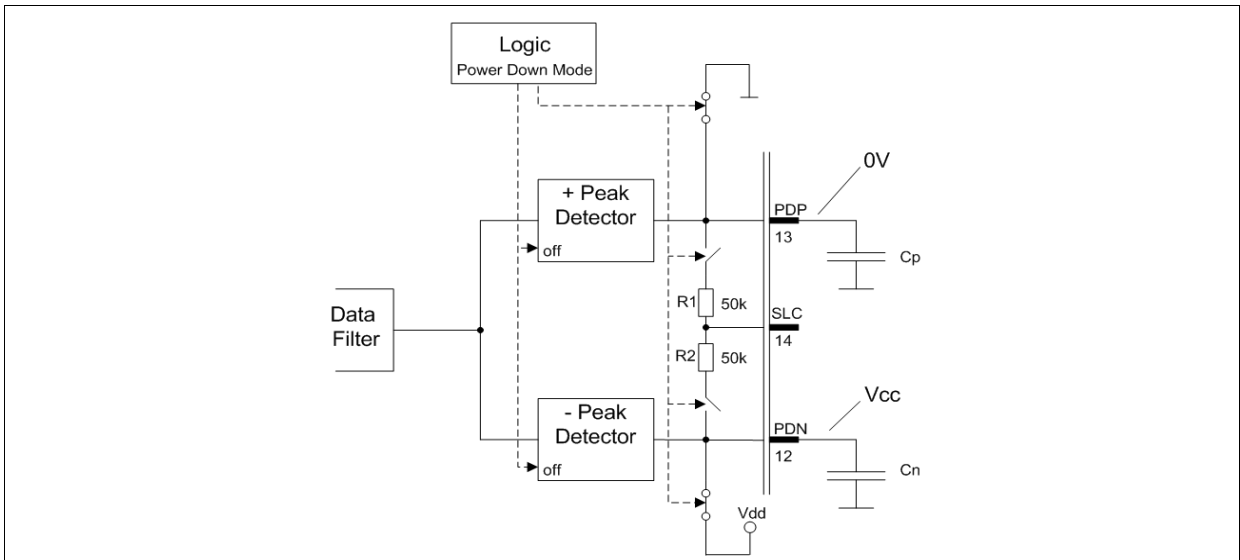 Logic
Power Down Mode
0V
+ Peak
Detector
off
PDP
13
Cp
R1
50k
SLC
14
Data
Filter
R2
50k
Vcc
- Peak
Detector
off
PDN
12
Cn
Vdd